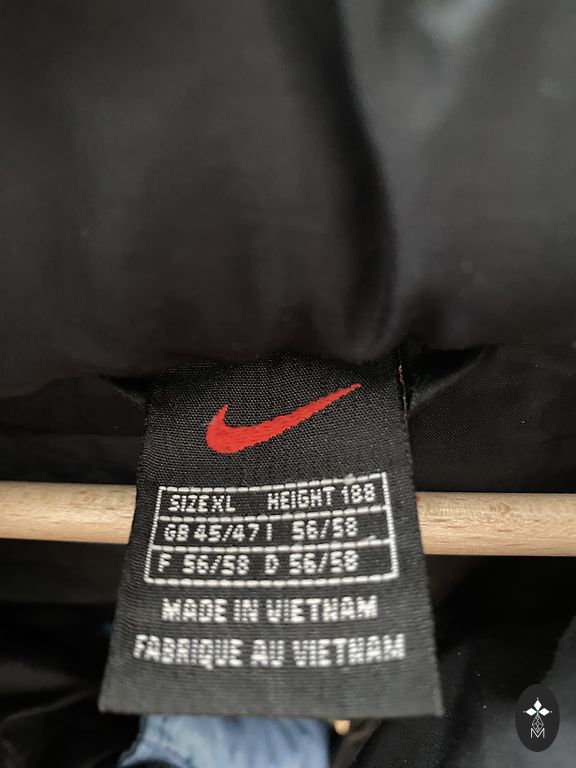 SIZE XL HEIGHT 188
GB 45/47 I 56/58
F 56/58 D 56/58
MADE IN VIETNAM
FABRIQUE AU VIETNAM
M